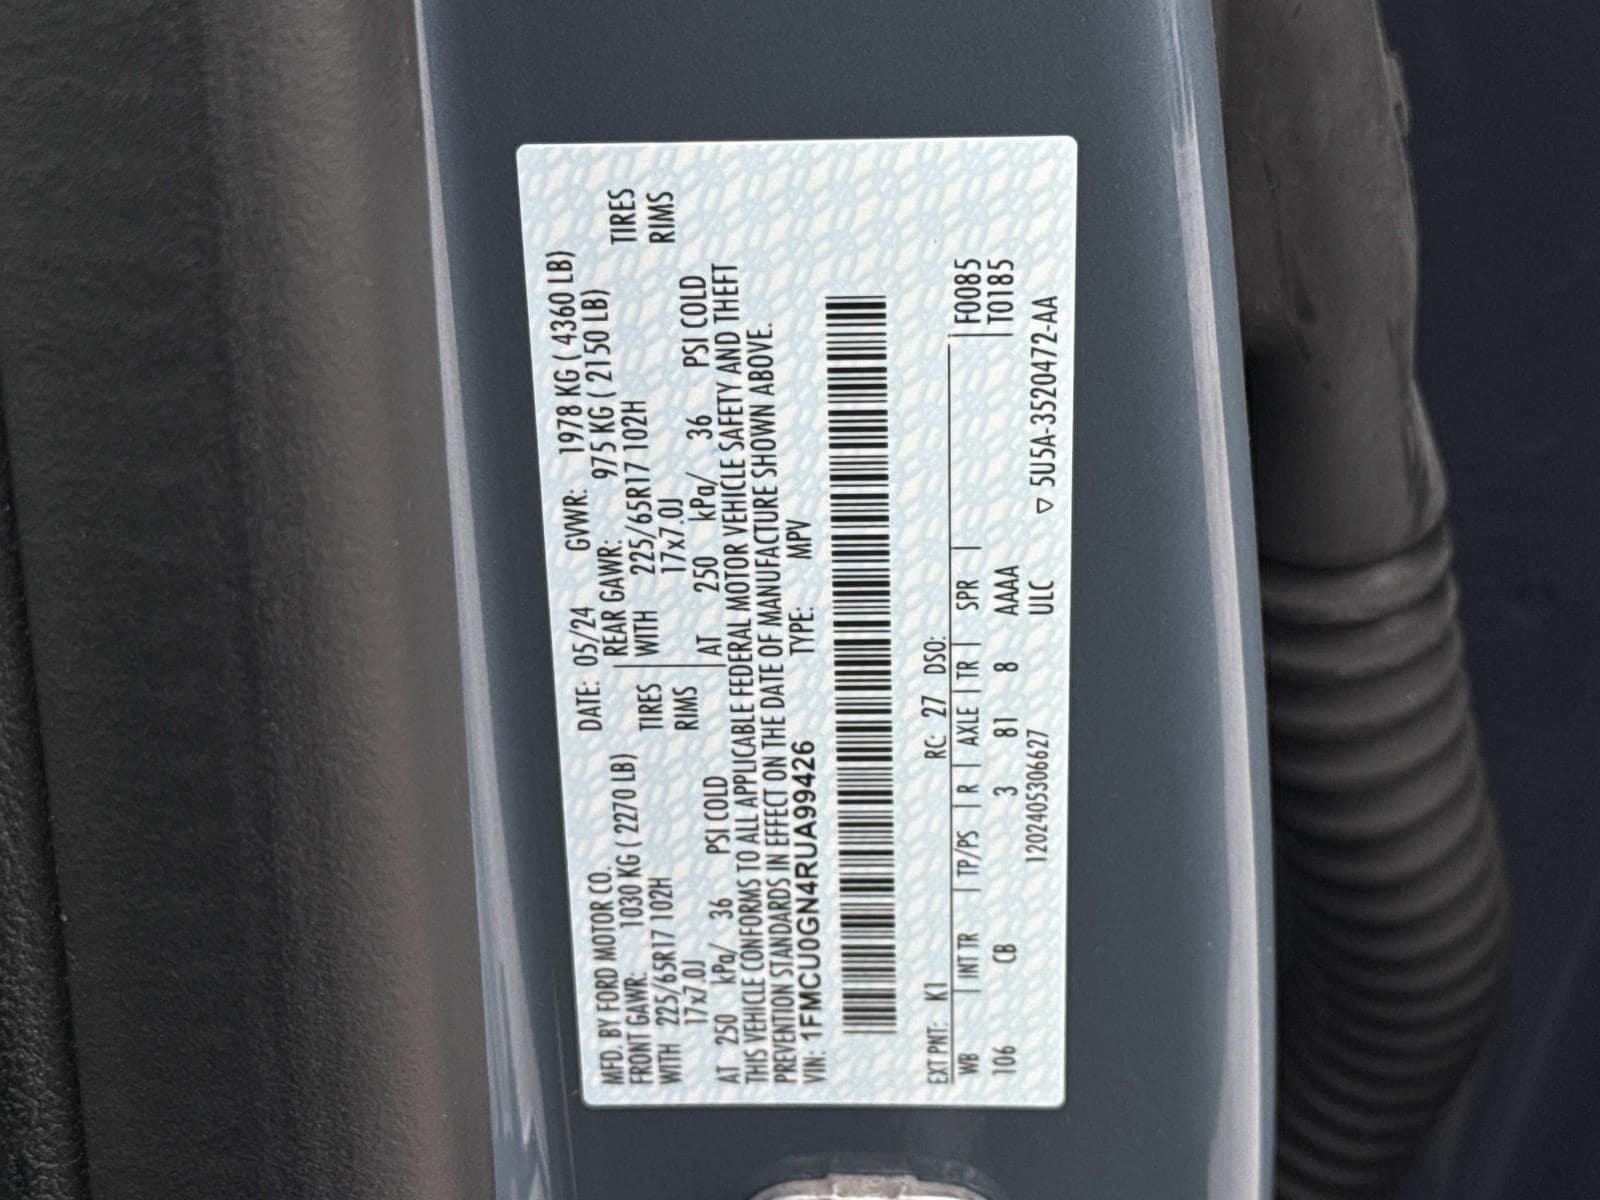 MFD. BY FORD MOTOR CO. DATE: 05/24 GVWR: 1978 KG ( 4360 LB)
FRONT GAWR: 1030 KG ( 2270 LB) REAR GAWR: 975 KG ( 2150 LB)
WITH 225/65R17 102H TIRES WITH 225/65R17 102H TIRES
17x7.0J RIMS 17x7.0J RIMS
AT 250 kPa/ 36 PSI COLD AT 250 kPa/ 36 PSI COLD
THIS VEHICLE CONFORMS TO ALL APPLICABLE FEDERAL MOTOR VEHICLE SAFETY AND THEFT
PREVENTION STANDARDS IN EFFECT ON THE DATE OF MANUFACTURE SHOWN ABOVE.
VIN: 1FMCU0GN4RUA99426 TYPE: MPV
EXT PNT: K1 RC: 27 DSO:
WB | INT TR | TP/PS | R | AXLE | TR | SPR | F0085
106 CB 3 81 8 AAAA | T0185
1202405306627 ULC ▽ 5U5A-3520472-AA